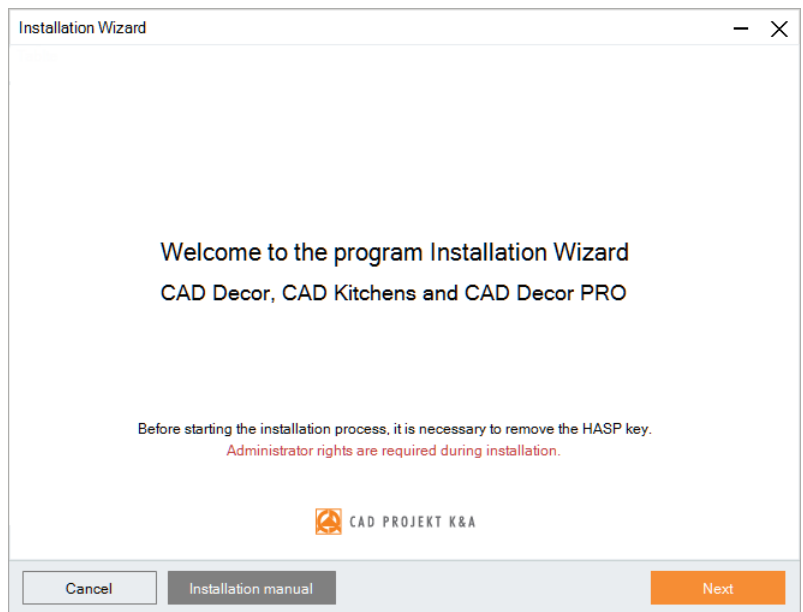 Installation Wizard
Welcome to the program Installation Wizard
CAD Decor, CAD Kitchens and CAD Decor PRO
Before starting the installation process, it is necessary to remove the HASP key.
Administrator rights are required during installation.
CAD PROJEKT K&A
Cancel
Installation manual
Next